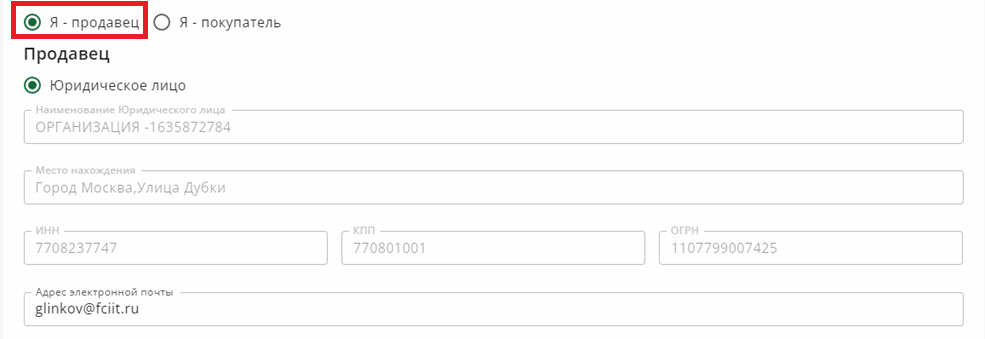 Я - продавец Я - покупатель
Продавец
Юридическое лицо
Наименование Юридического лица
ОРГАНИЗАЦИЯ -1635872784
Место нахождения
Город Москва,Улица Дубки
ИНН КПП ОГРН
7708237747 770801001 1107799007425
Адрес электронной почты
glinkov@fciit.ru